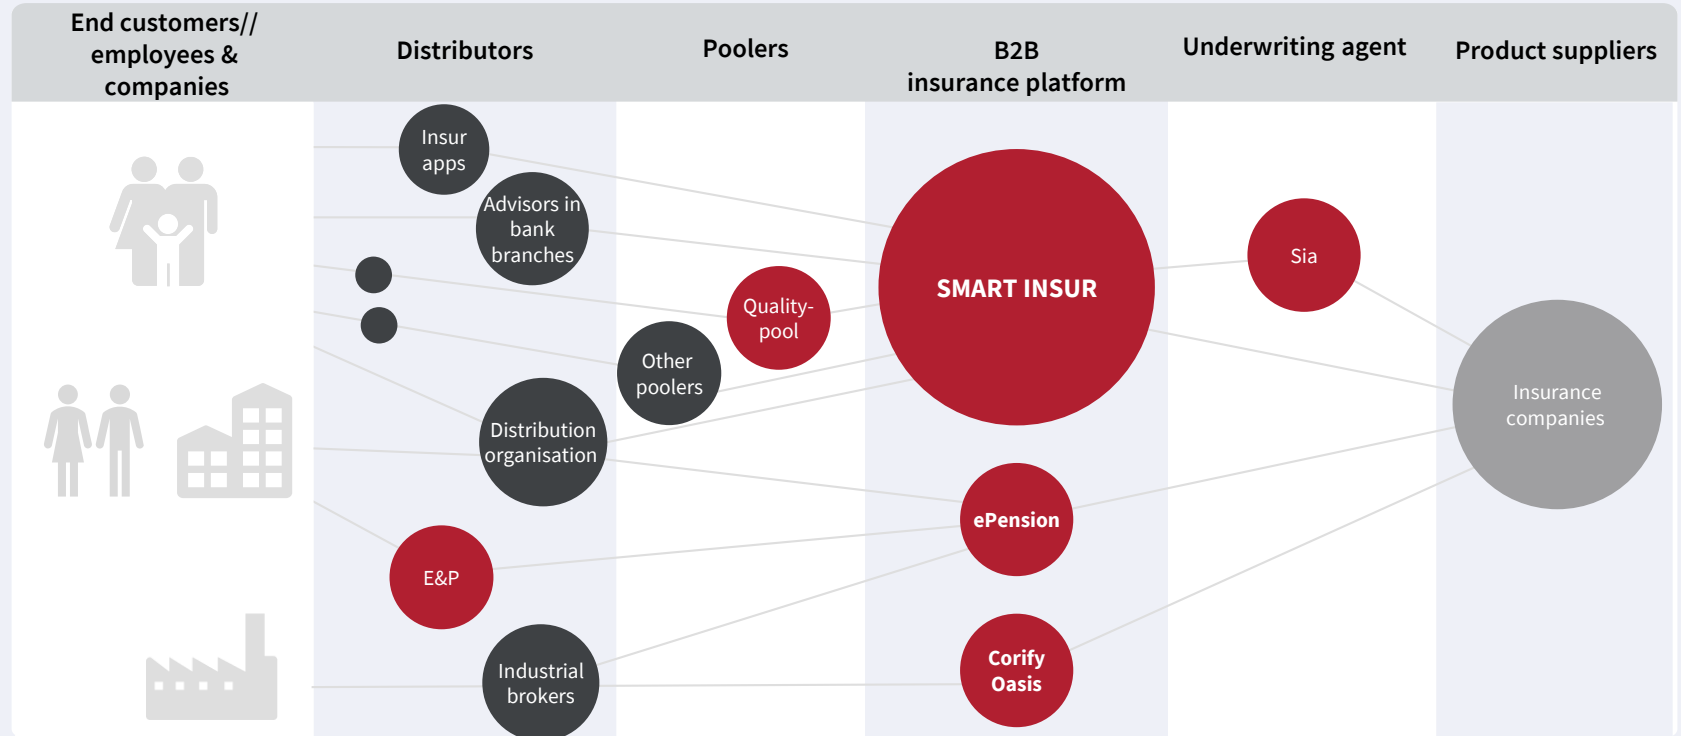 End customers//
employees &
companies
Distributors
Poolers
B2B
insurance platform
Underwriting agent
Product suppliers
Insur
apps
Advisors in
bank
branches
Quality-
pool
Other
poolers
Distribution
organisation
E&P
Industrial
brokers
SMART INSUR
ePension
Corify
Oasis
Sia
Insurance
companies